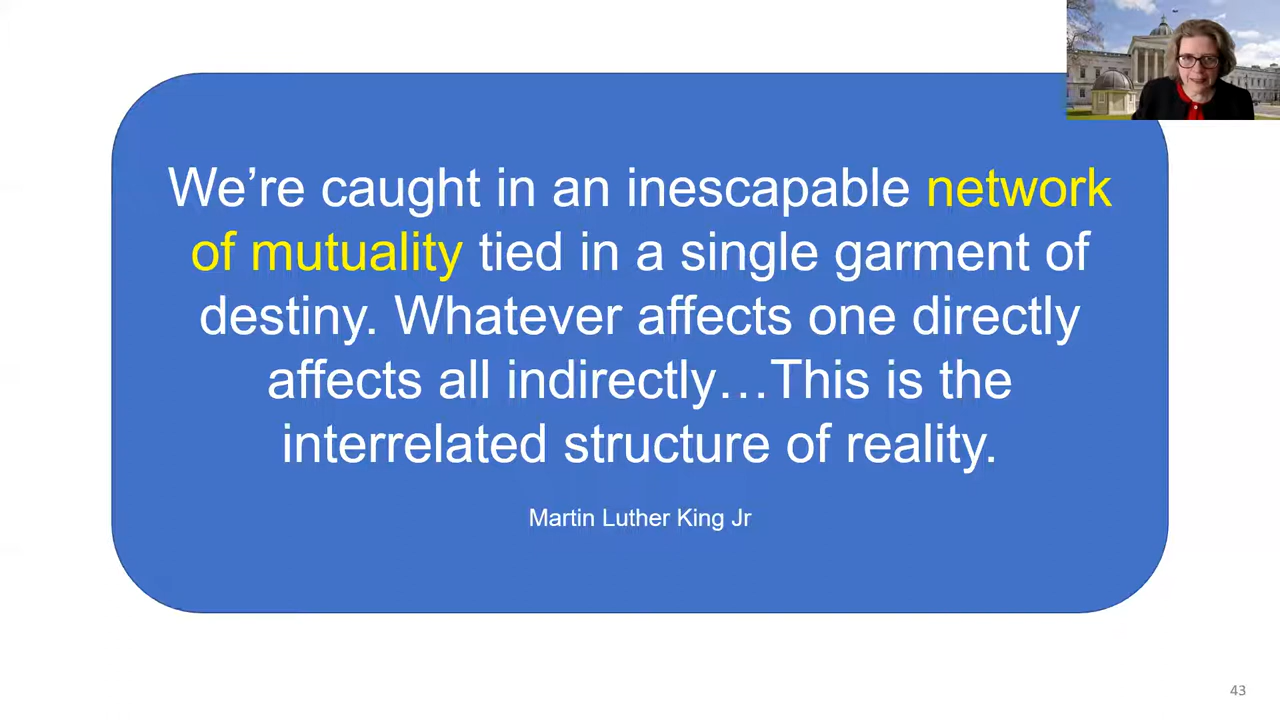 We’re caught in an inescapable network
of mutuality tied in a single garment of
destiny. Whatever affects one directly
affects all indirectly…This is the
interrelated structure of reality.
Martin Luther King Jr
43